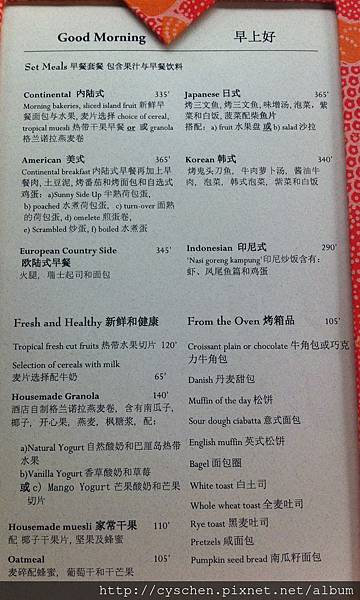 Good Morning 早上好
Set Meals 早餐套餐 包含果汁与早餐饮料
Continental 内陆式 335'
Morning bakeries, sliced island fruit 新鲜早
餐面包与水果, 麦片选择 choice of cereal,
tropical muesli 热带干果早餐 or 或 granola
格兰诺拉燕麦卷
American 美式 365'
Continental breakfast 内陆式早餐再加上早
餐肉, 土豆泥, 烤番茄和烤面包和自选式
鸡蛋: a)Sunny Side Up 半熟荷包蛋,
b) poached 水煮荷包蛋, c) turn-over 面熟
的荷包蛋, d) omelete 煎蛋卷,
e) Scrambled 炒蛋, f) boiled 水煮蛋
European Country Side 345'
欧陆式早餐
火腿, 瑞士起司和面包
Japanese 日式 365'
烤三文鱼, 烤三文鱼, 味增汤, 泡菜, 紫
菜和白饭, 菠菜配柴鱼片
搭配: a) fruit 水果盘 或 b) salad 沙拉
Korean 韩式 340'
烤鬼头刀鱼, 牛肉萝卜汤, 酱油牛
肉, 泡菜, 韩式泡菜, 紫菜和白饭
Indonesian 印尼式 290'
'Nasi goreng kampung' 印尼炒饭含有:
虾、凤尾鱼篇和鸡蛋
Fresh and Healthy 新鲜和健康
Tropical fresh cut fruits 热带水果切片 120'
Selection of cereals with milk
麦片选择配牛奶 65'
Housemade Granola 140'
酒店自制格兰诺拉燕麦卷, 含有南瓜子,
椰子, 开心果, 燕麦, 枫糖浆, 配:
a)Natural Yogurt 自然酸奶和巴厘岛热带
水果
b)Vanilla Yogurt 香草酸奶和草莓
或 c) Mango Yogurt 芒果酸奶和芒果
切片
Housemade muesli 家常干果 110'
配 椰子干果片, 坚果及蜂蜜
Oatmeal 105'
麦碎配蜂蜜, 葡萄干和干芒果
From the Oven 烤箱品 105'
Croissant plain or chocolate 牛角包或巧克
力牛角包
Danish 丹麦甜包
Muffin of the day 松饼
Sour dough ciabatta 意式面包
English muffin 英式松饼
Bagel 面包圈
White toast 白土司
Whole wheat toast 全麦吐司
Rye toast 黑麦吐司
Pretzels 咸面包
Pumpkin seed bread 南瓜籽面包
http://cyschen.pixnet.net/album